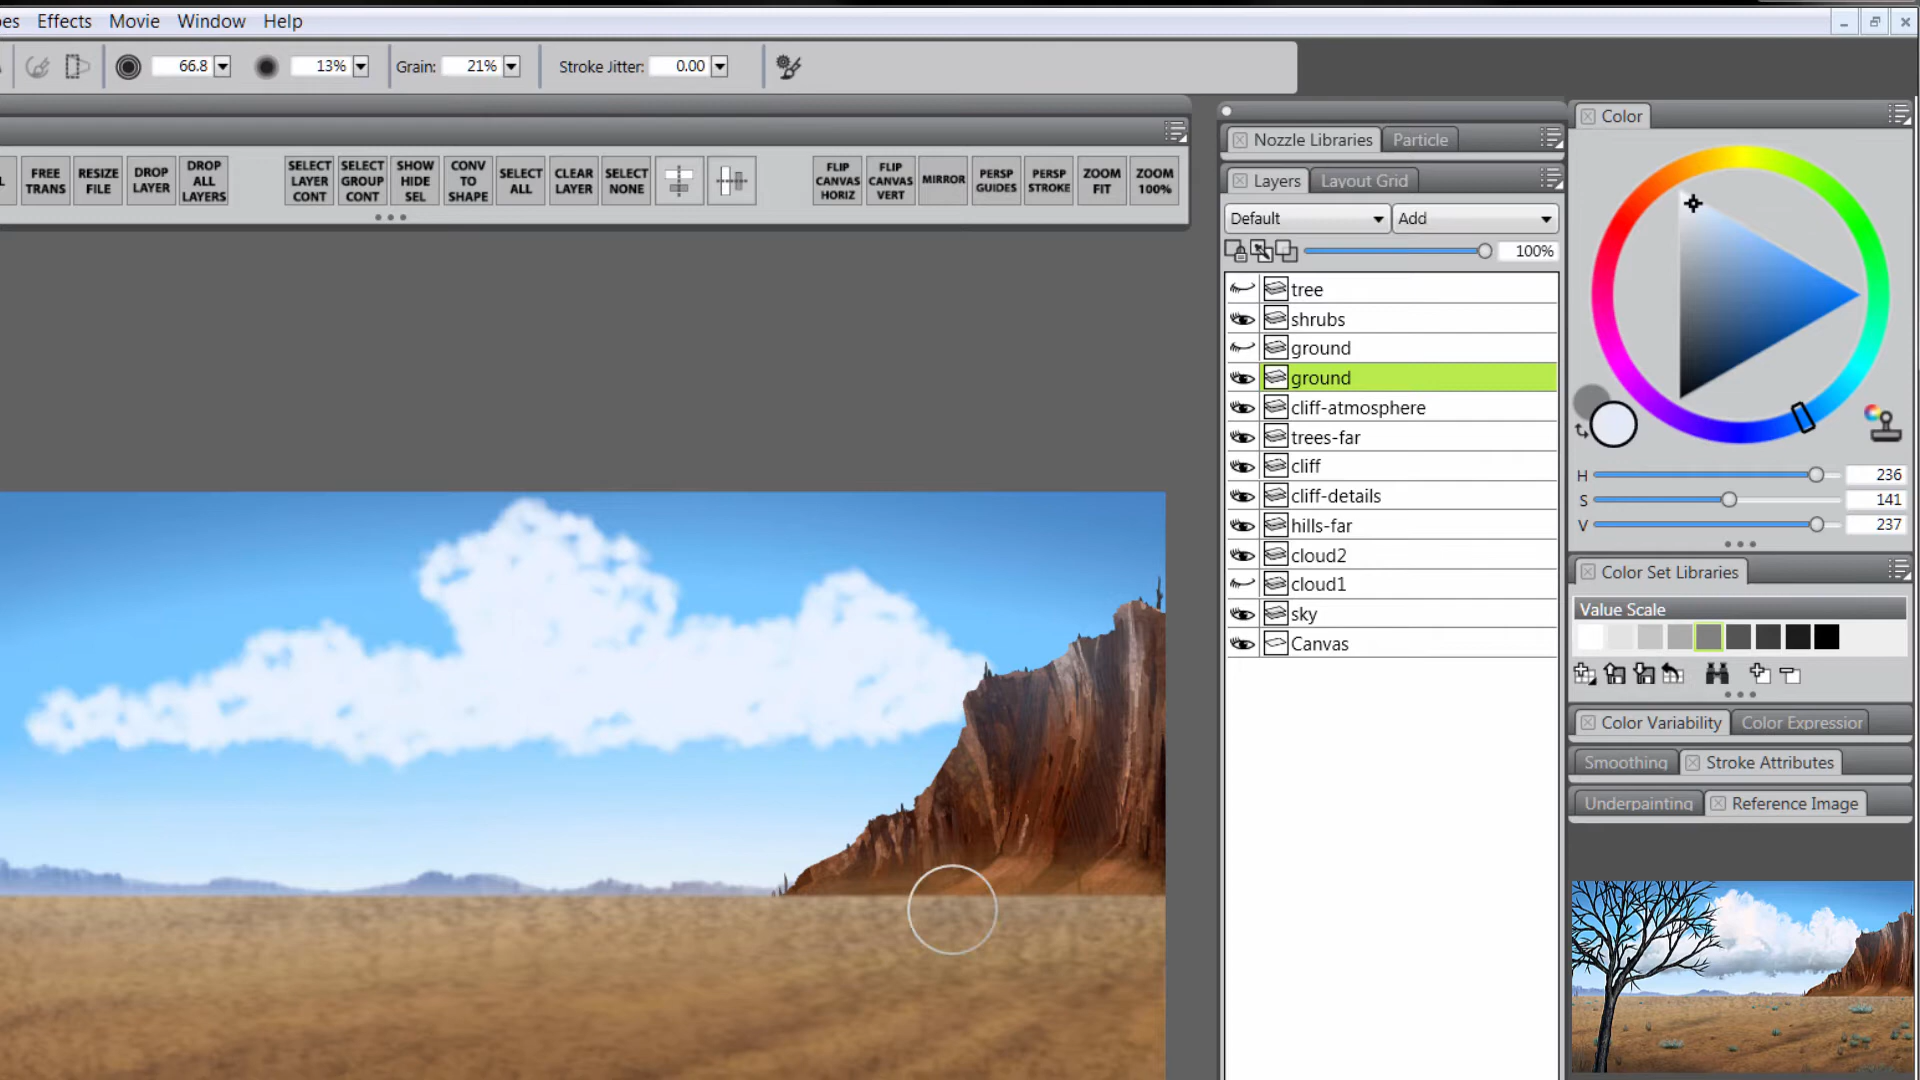 Effects Movie Window Help
66.8 13% Grain: 21% Stroke Jitter: 0.00
FREE TRANS
RESIZE FILE
DROP LAYER
DROP ALL LAYERS
SELECT LAYER CONT
SELECT GROUP CONT
SHOW HIDE SEL
CONV TO SHAPE
SELECT ALL
CLEAR LAYER
SELECT NONE
FLIP CANVAS HORIZ
FLIP CANVAS VERT
MIRROR
PERSP GUIDES
PERSP STROKE
ZOOM FIT
ZOOM 100%
Nozzle Libraries Particle
Layers Layout Grid
Default Add
100%
tree
shrubs
ground
ground
cliff-atmosphere
trees-far
cliff
cliff-details
hills-far
cloud2
cloud1
sky
Canvas
Color
H 236
S 141
V 237
Color Set Libraries
Value Scale
Color Variability Color Expression
Smoothing Stroke Attributes
Underpainting Reference Image